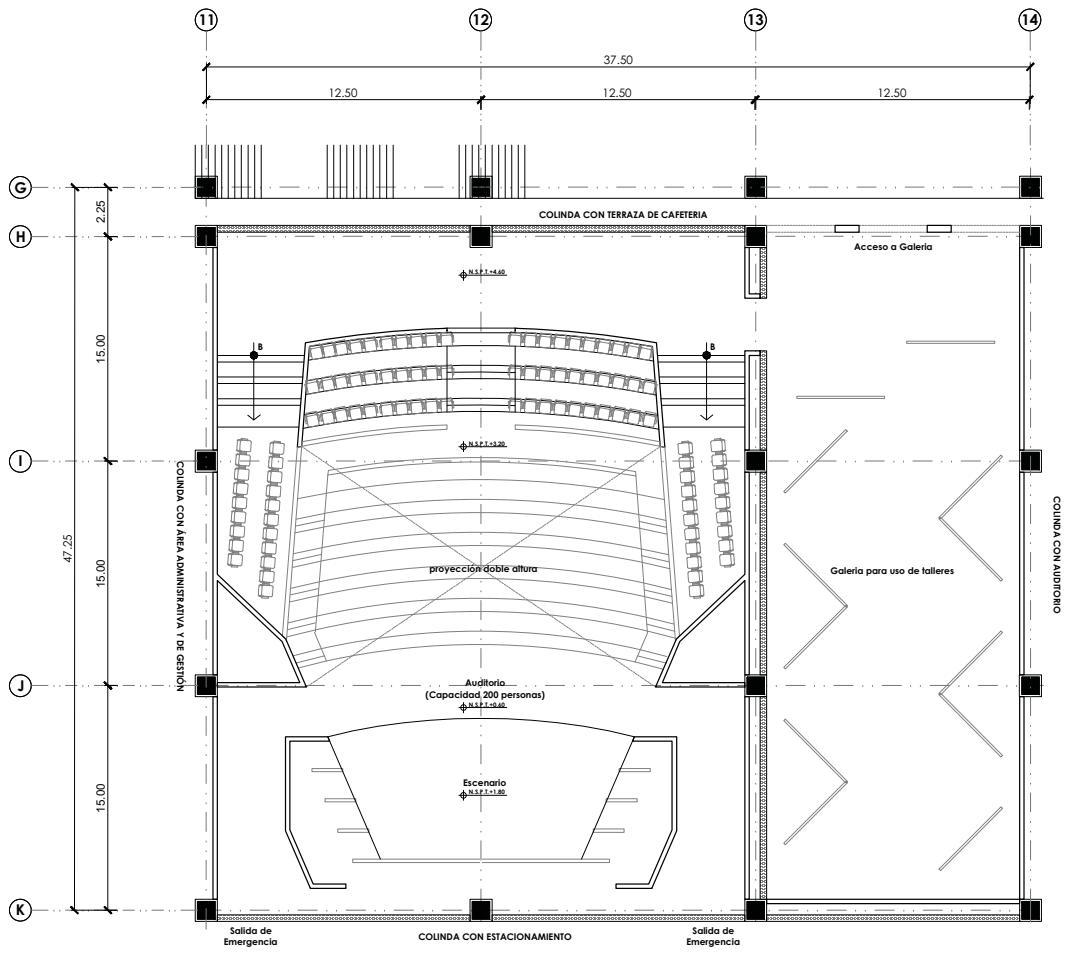 11
12
13
14
37.50
12.50
12.50
12.50
G
2.25
COLINDA CON TERRAZA DE CAFETERIA
H
Acceso a Galeria
N.S.P.T.+4.60
15.00
B
B
N.S.P.T.+3.20
I
COLINDA CON ÁREA ADMINISTRATIVA Y DE GESTIÓN
COLINDA CON AUDITORIO
47.25
15.00
proyección doble altura
Galeria para uso de talleres
J
Auditorio
(Capacidad 200 personas)
N.S.P.T.+0.60
Escenario
N.S.P.T.+1.80
15.00
K
Salida de
Emergencia
COLINDA CON ESTACIONAMIENTO
Salida de
Emergencia